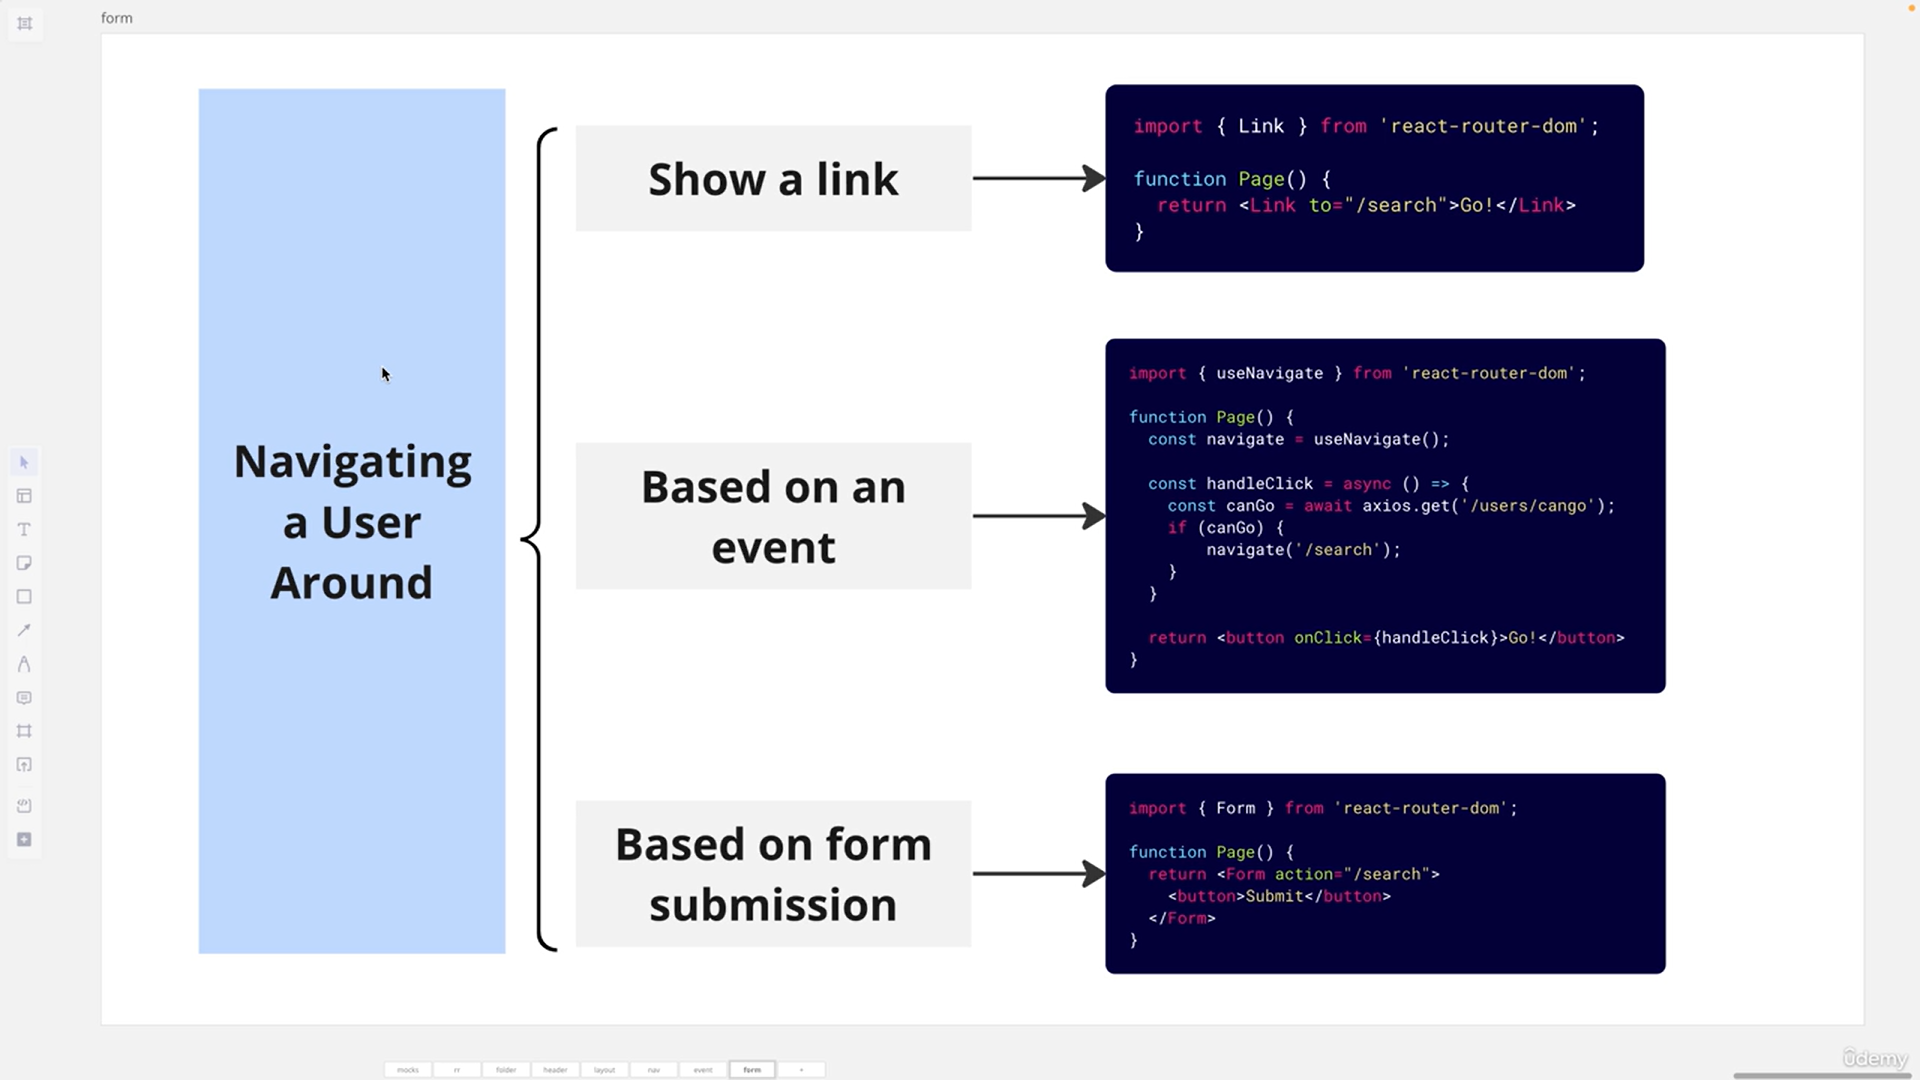 form
Navigating
a User
Around
Show a link
import { Link } from 'react-router-dom';
function Page() {
  return <Link to="/search">Go!</Link>
}
Based on an
event
import { useNavigate } from 'react-router-dom';
function Page() {
  const navigate = useNavigate();
  const handleClick = async () => {
    const canGo = await axios.get('/users/cango');
    if (canGo) {
        navigate('/search');
    }
  }
  return <button onClick={handleClick}>Go!</button>
}
Based on form
submission
import { Form } from 'react-router-dom';
function Page() {
  return <Form action="/search">
    <button>Submit</button>
  </Form>
}
mocks rr folder header layout nav event form +
ûdemy